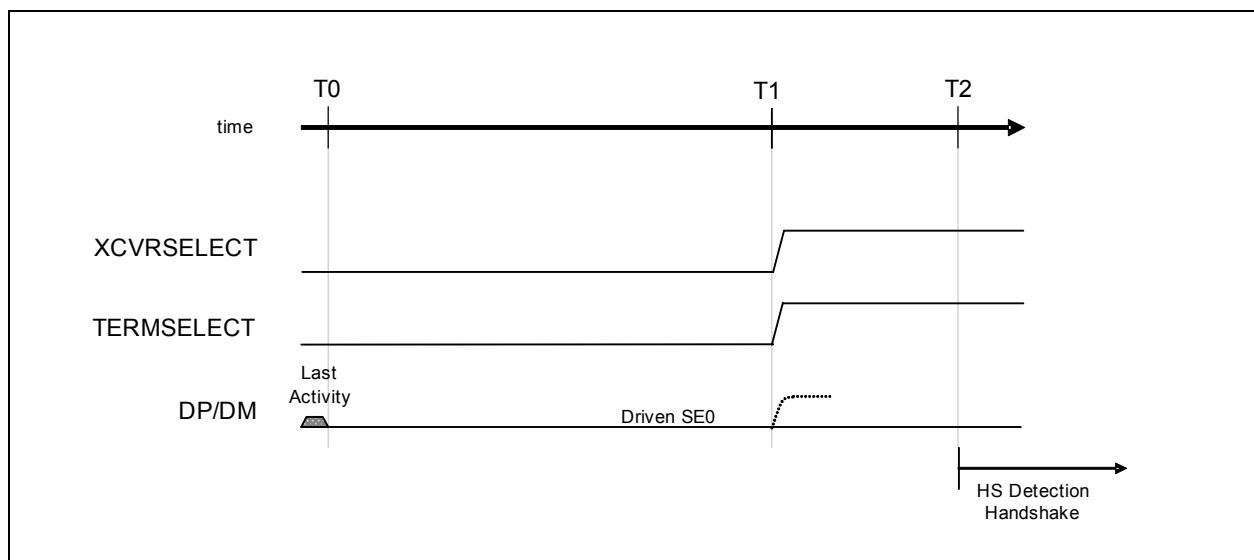 T0
T1
T2
time
XCVRSELECT
TERMSELECT
Last
Activity
DP/DM
Driven SE0
HS Detection
Handshake